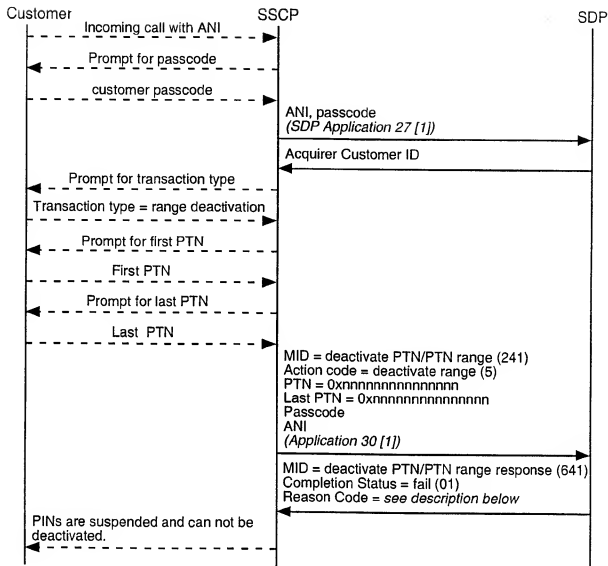 Customer
SSCP
SDP
Incoming call with ANI
Prompt for passcode
customer passcode
ANI, passcode
(SDP Application 27 [1])
Acquirer Customer ID
Prompt for transaction type
Transaction type = range deactivation
Prompt for first PTN
First PTN
Prompt for last PTN
Last PTN
MID = deactivate PTN/PTN range (241)
Action code = deactivate range (5)
PTN = 0xnnnnnnnnnnnnnnnn
Last PTN = 0xnnnnnnnnnnnnnnnn
Passcode
ANI
(Application 30 [1])
MID = deactivate PTN/PTN range response (641)
Completion Status = fail (01)
Reason Code = see description below
PINs are suspended and can not be
deactivated.